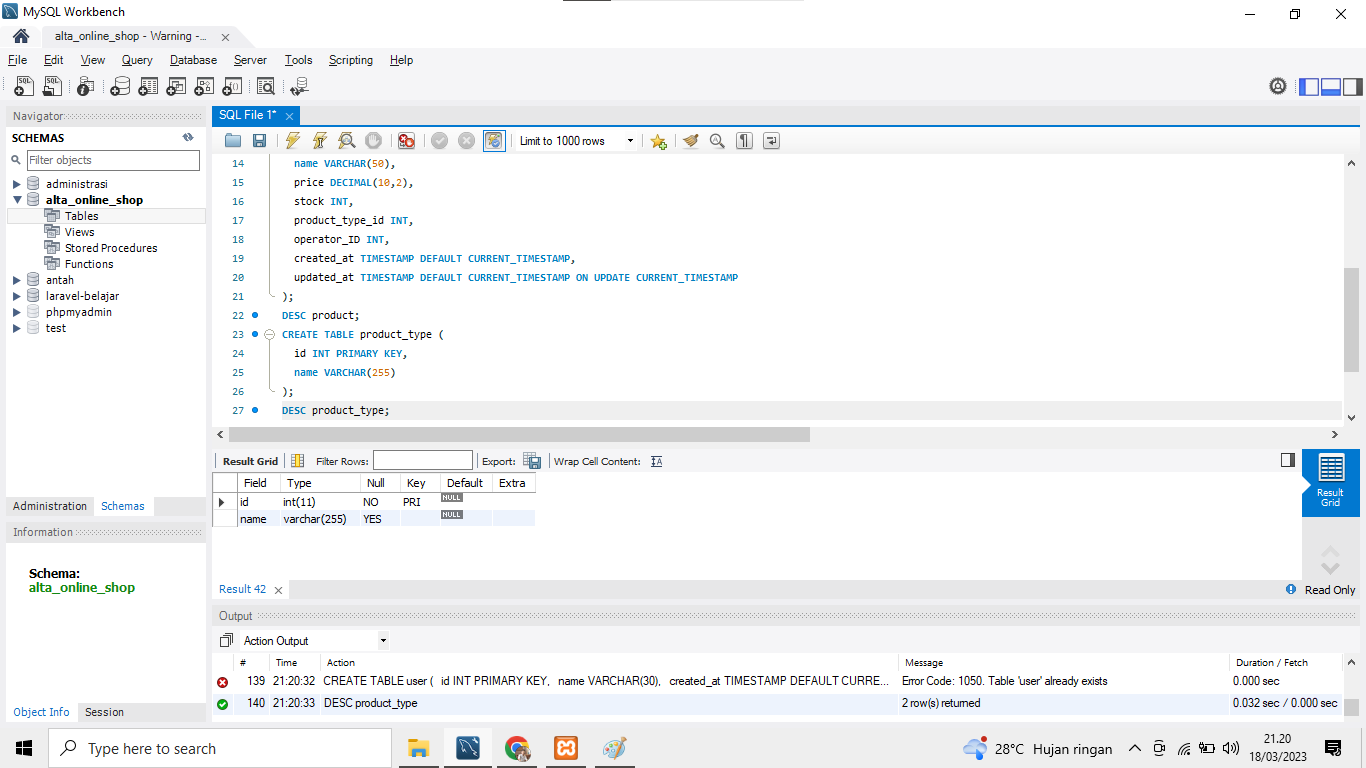 MySQL Workbench
alta_online_shop - Warning -...
File Edit View Query Database Server Tools Scripting Help
Navigator
SCHEMAS
Filter objects
administrasi
alta_online_shop
Tables
Views
Stored Procedures
Functions
antah
laravel-belajar
phpmyadmin
test
Administration Schemas
Information
Schema:
alta_online_shop
Object Info Session
SQL File 1*
Limit to 1000 rows
14 name VARCHAR(50),
15 price DECIMAL(10,2),
16 stock INT,
17 product_type_id INT,
18 operator_ID INT,
19 created_at TIMESTAMP DEFAULT CURRENT_TIMESTAMP,
20 updated_at TIMESTAMP DEFAULT CURRENT_TIMESTAMP ON UPDATE CURRENT_TIMESTAMP
21 );
22 DESC product;
23 CREATE TABLE product_type (
24 id INT PRIMARY KEY,
25 name VARCHAR(255)
26 );
27 DESC product_type;
Result Grid Filter Rows: Export: Wrap Cell Content:
Field Type Null Key Default Extra
id int(11) NO PRI NULL
name varchar(255) YES NULL
Result Grid
Result 42
Read Only
Output
Action Output
# Time Action Message Duration / Fetch
139 21:20:32 CREATE TABLE user ( id INT PRIMARY KEY, name VARCHAR(30), created_at TIMESTAMP DEFAULT CURRE... Error Code: 1050. Table 'user' already exists 0.000 sec
140 21:20:33 DESC product_type 2 row(s) returned 0.032 sec / 0.000 sec
Type here to search
28°C Hujan ringan
21.20
18/03/2023